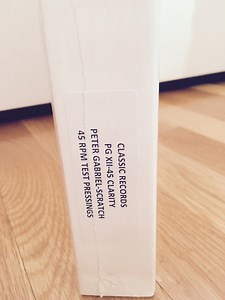 CLASSIC RECORDS
PG XII-45 CLARITY
PETER GABRIEL-SCRATCH
45 RPM TEST PRESSINGS